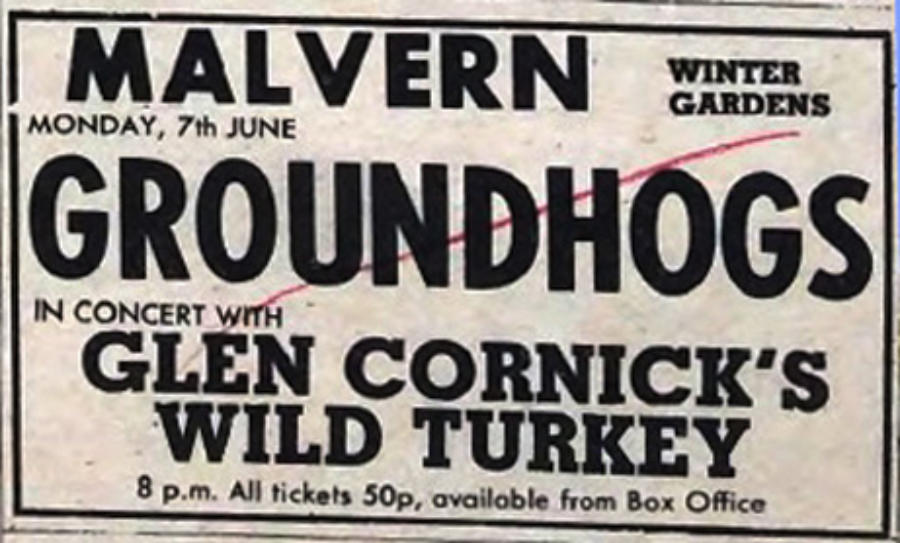 MALVERN
WINTER
GARDENS
MONDAY, 7th JUNE
GROUNDHOGS
IN CONCERT WITH
GLEN CORNICK'S
WILD TURKEY
8 p.m. All tickets 50p, available from Box Office